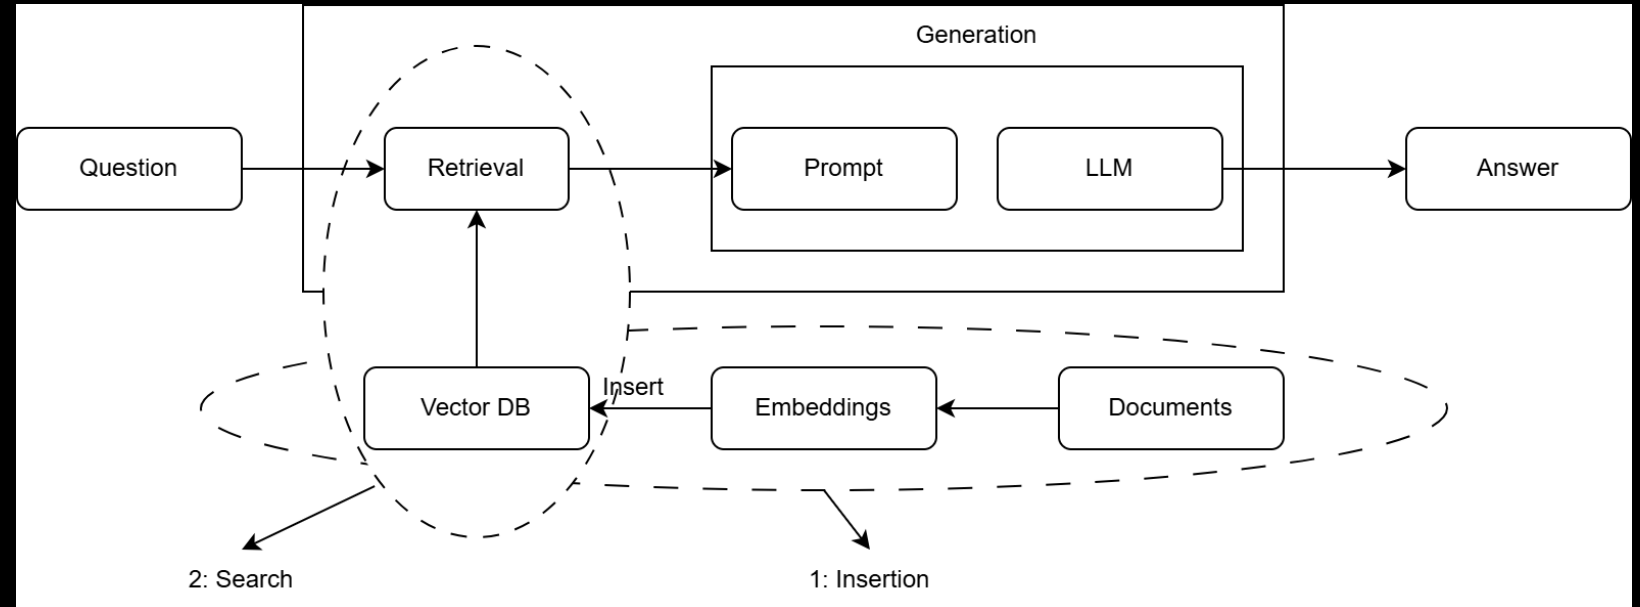 Generation
Question
Retrieval
Prompt
LLM
Answer
Insert
Vector DB
Embeddings
Documents
2: Search
1: Insertion